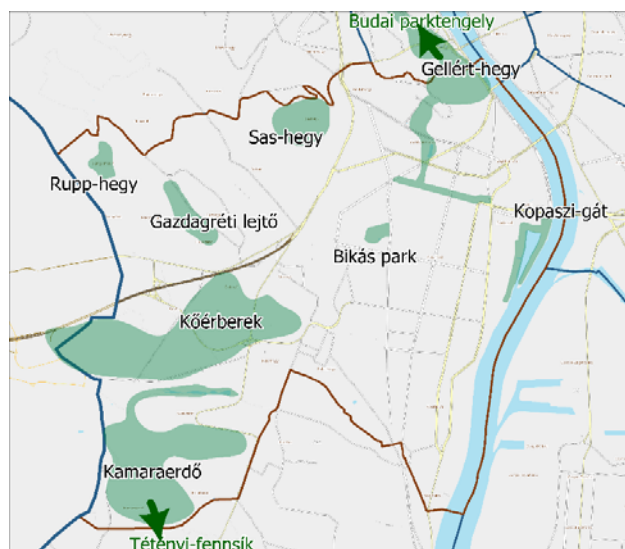 Budai parktengely
Gellért-hegy
Sas-hegy
Rupp-hegy
Gazdagréti lejtő
Kopaszi-gát
Bikás park
Kőérberek
Kamaraerdő
Tétényi-fennsík